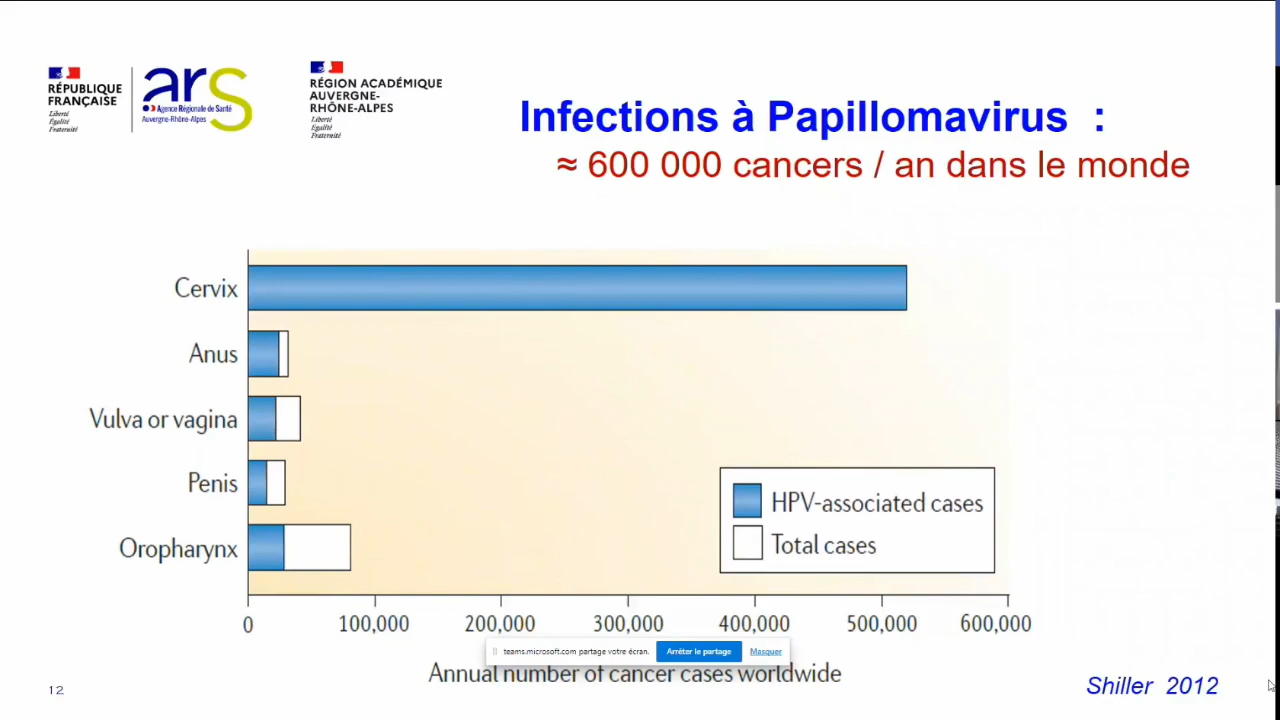 RÉPUBLIQUE
FRANÇAISE
Liberté
Égalité
Fraternité
ars
Agence Régionale de Santé
Auvergne-Rhône-Alpes
RÉGION ACADÉMIQUE
AUVERGNE-
RHÔNE-ALPES
Liberté
Égalité
Fraternité
Infections à Papillomavirus :
≈ 600 000 cancers / an dans le monde
Cervix
Anus
Vulva or vagina
Penis
Oropharynx
HPV-associated cases
Total cases
0 100,000 200,000 300,000 400,000 500,000 600,000
teams.microsoft.com partage votre écran. Arrêter le partage Masquer
Annual number of cancer cases worldwide
12
Shiller 2012